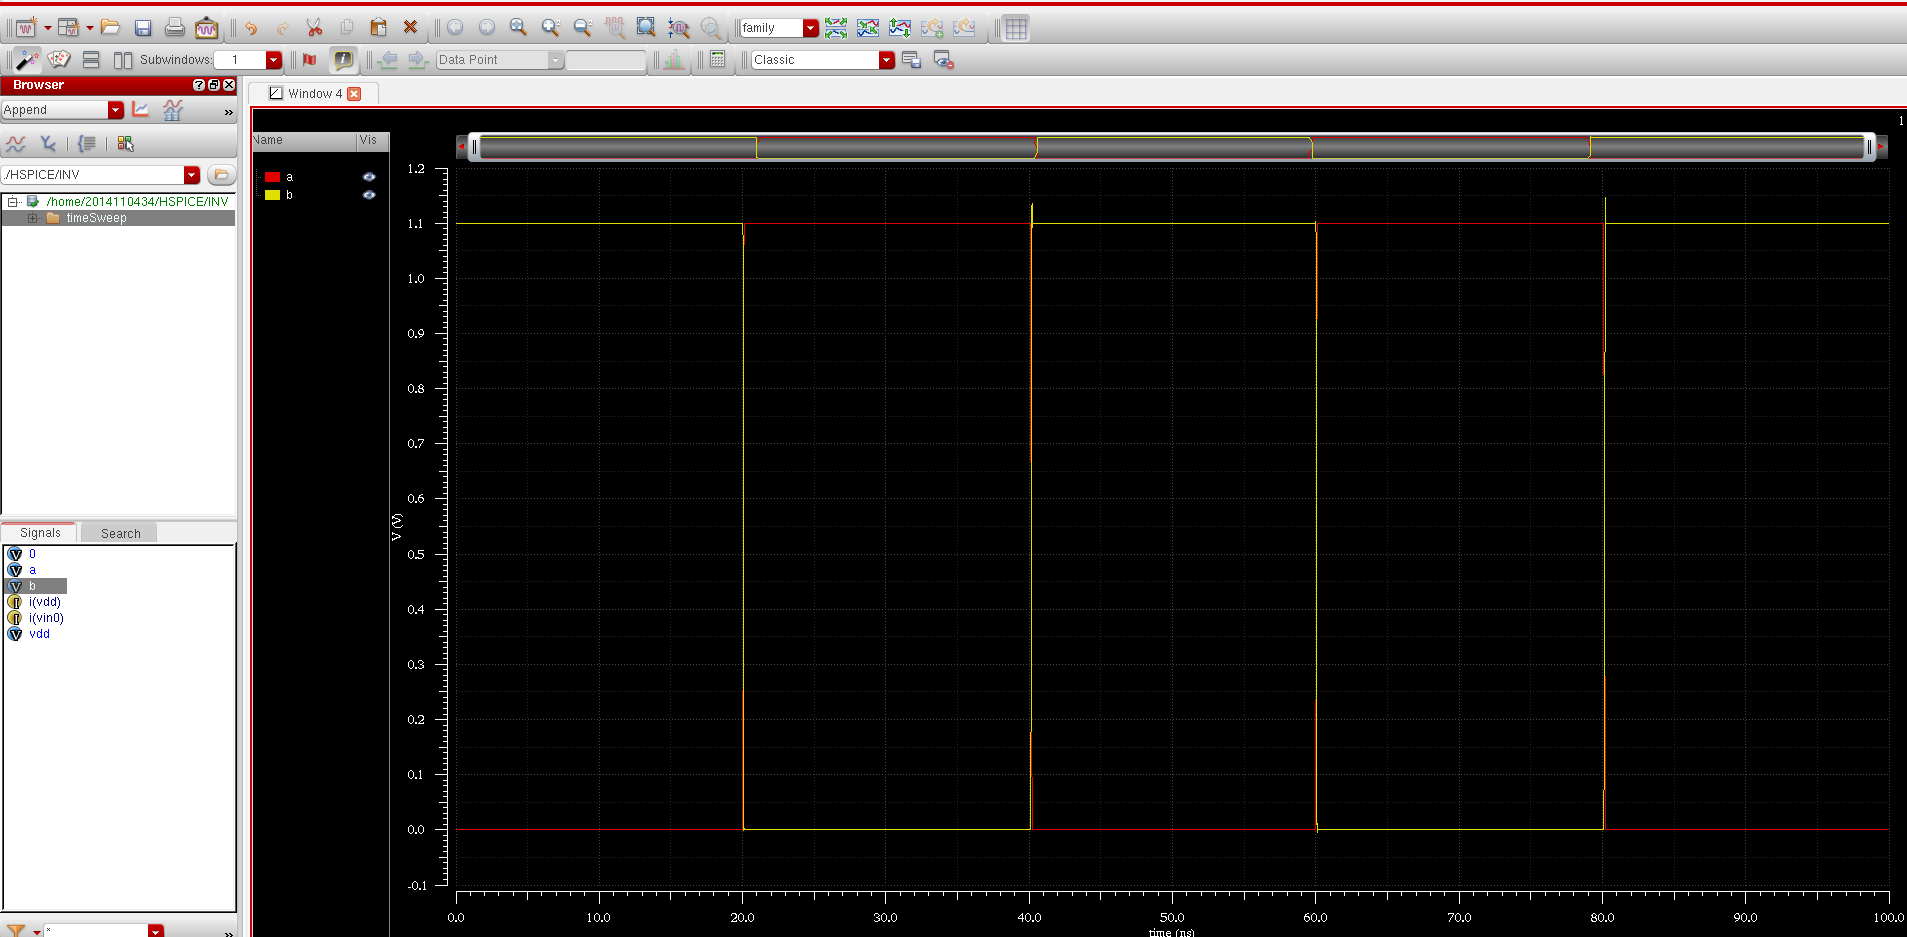 family
Subwindows: 1
Data Point
Classic
Browser
Window 4
Append
»
1
Name
Vis
./HSPICE/INV
a
b
/home/2014110434/HSPICE/INV
timeSweep
1.2
1.1
1.0
0.9
0.8
0.7
0.6
0.5
0.4
0.3
0.2
0.1
0.0
-0.1
V (V)
Signals
Search
0
a
b
i(vdd)
i(vin0)
vdd
0.0
10.0
20.0
30.0
40.0
50.0
60.0
70.0
80.0
90.0
100.0
time (ns)
*
»